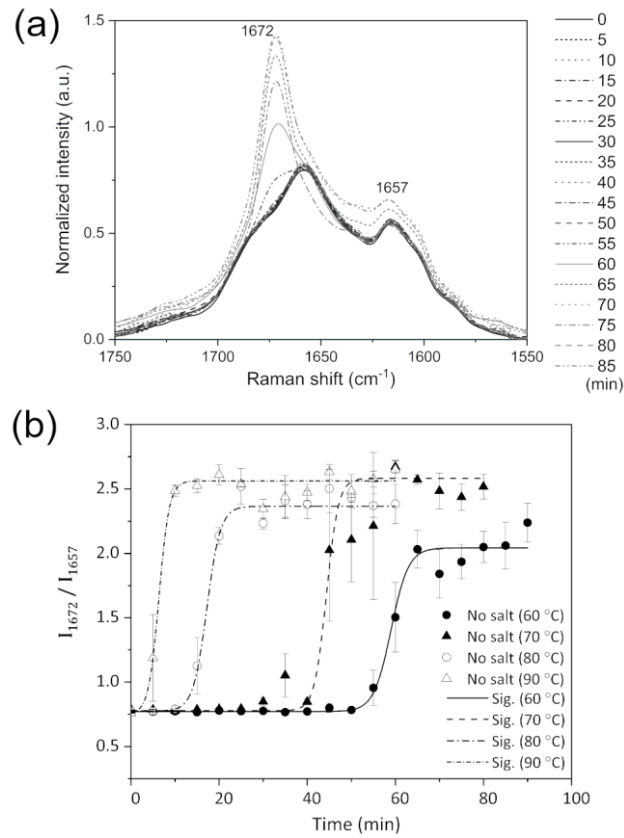 (a)
1672
1657
1.5
1.0
0.5
0.0
Normalized intensity (a.u.)
1750
1700
1650
1600
1550
Raman shift (cm⁻¹)
0
5
10
15
20
25
30
35
40
45
50
55
60
65
70
75
80
85
(min)
(b)
3.0
2.5
2.0
1.5
1.0
0.75
I₁₆₇₂ / I₁₆₅₇
0
20
40
60
80
100
Time (min)
No salt (60 °C)
No salt (70 °C)
No salt (80 °C)
No salt (90 °C)
Sig. (60 °C)
Sig. (70 °C)
Sig. (80 °C)
Sig. (90 °C)